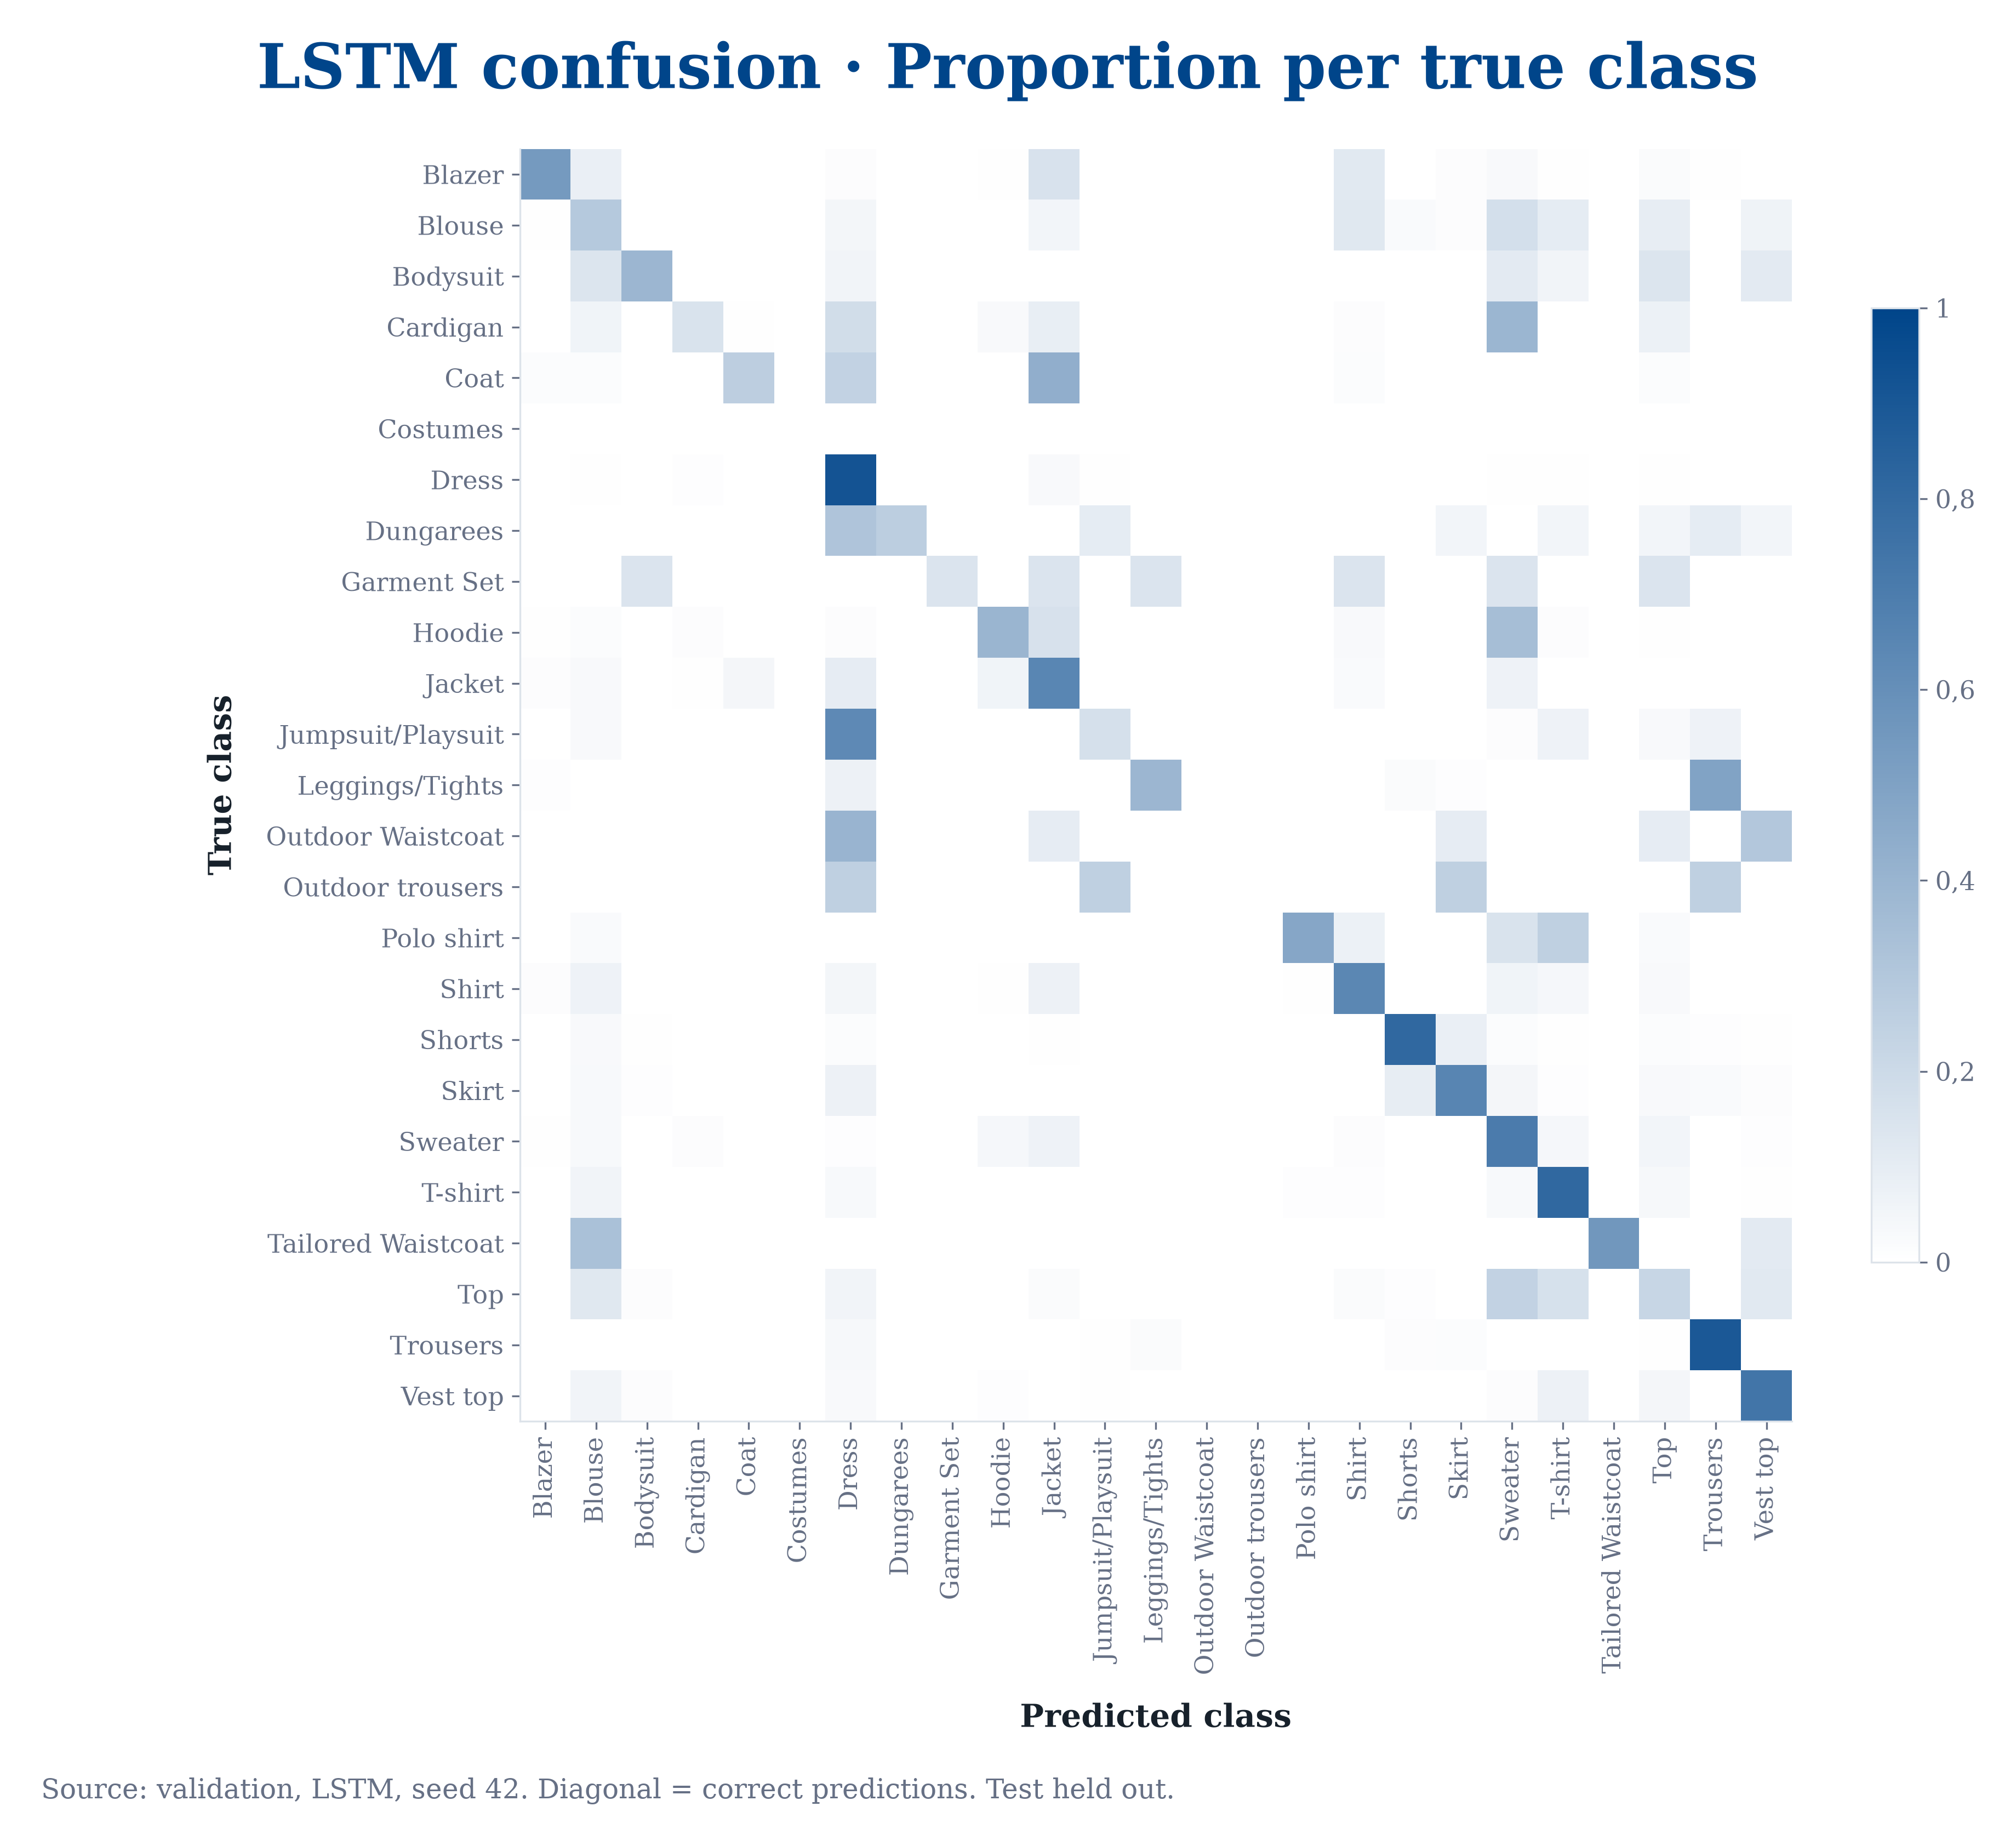 LSTM confusion · Proportion per true class
True class
Blazer
Blouse
Bodysuit
Cardigan
Coat
Costumes
Dress
Dungarees
Garment Set
Hoodie
Jacket
Jumpsuit/Playsuit
Leggings/Tights
Outdoor Waistcoat
Outdoor trousers
Polo shirt
Shirt
Shorts
Skirt
Sweater
T-shirt
Tailored Waistcoat
Top
Trousers
Vest top
1
0,8
0,6
0,4
0,2
0
Blazer
Blouse
Bodysuit
Cardigan
Coat
Costumes
Dress
Dungarees
Garment Set
Hoodie
Jacket
Jumpsuit/Playsuit
Leggings/Tights
Outdoor Waistcoat
Outdoor trousers
Polo shirt
Shirt
Shorts
Skirt
Sweater
T-shirt
Tailored Waistcoat
Top
Trousers
Vest top
Predicted class
Source: validation, LSTM, seed 42. Diagonal = correct predictions. Test held out.